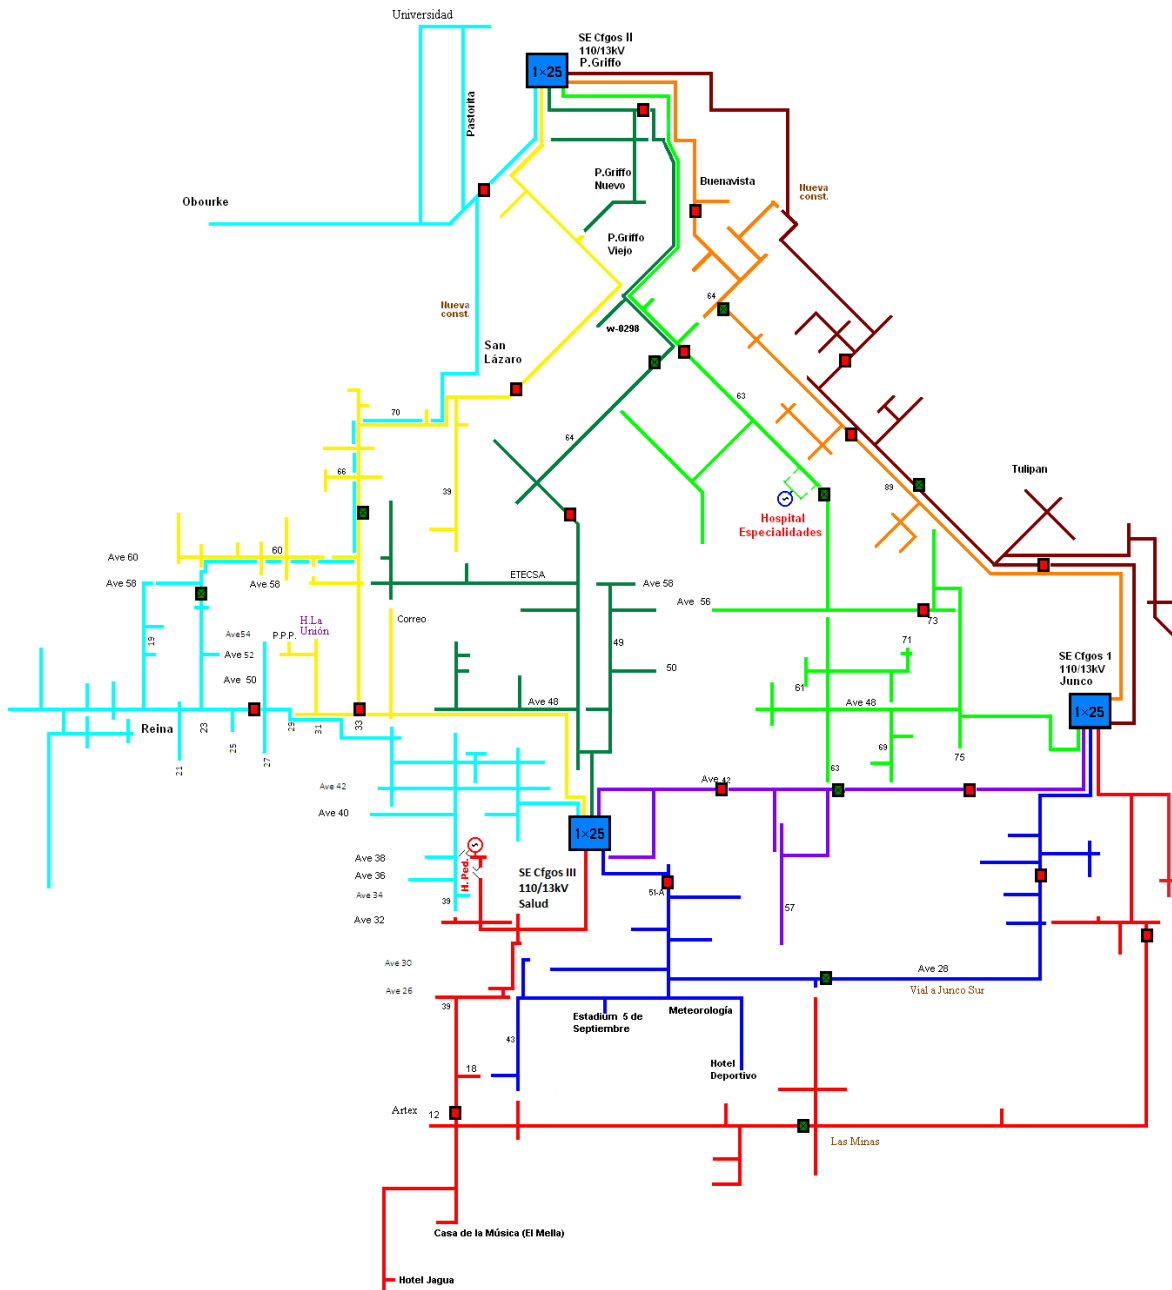 Universidad
SE Cfgos II
110/13kV
P.Griffo
1×25
Pastorita
P.Griffo
Nuevo
Buenavista
Nueva
const.
Obourke
P.Griffo
Viejo
Nueva
const.
64
w-0298
San
Lázaro
63
70
64
66
39
89
Tulipan
Hospital
Especialidades
S
Ave 60
60
Ave 58
Ave 58
ETECSA
Ave 58
Ave 56
H.La
Unión
Correo
73
19
Ave54
P.P.P.
49
71
Ave 52
SE Cfgos 1
110/13kV
Junco
50
Ave 50
61
Ave 48
Ave 48
1×25
Reina
23
29
31
33
25
27
21
69
75
63
Ave 42
Ave 42
Ave 40
1×25
S
Ave 38
H. Ped.
SE Cfgos III
110/13kV
Salud
Ave 36
Ave 34
39
51-A
57
Ave 32
Ave 30
Ave 28
Ave 26
Vial a Junco Sur
39
Estadium 5 de
Septiembre
Meteorología
43
Hotel
Deportivo
18
Artex
12
Las Minas
Casa de la Música (El Mella)
Hotel Jagua